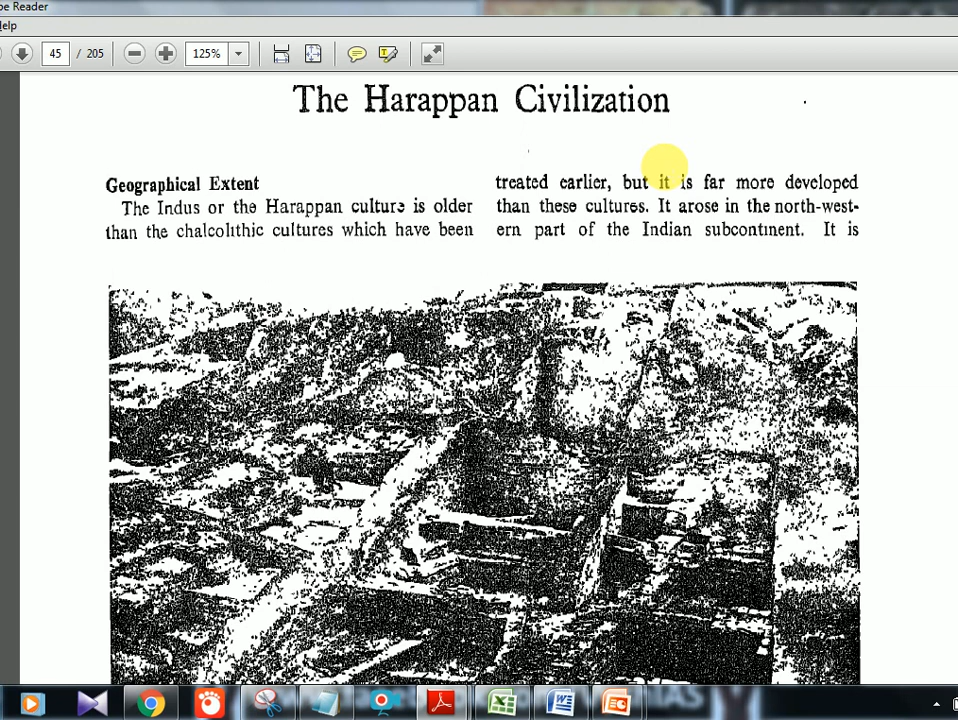 be Reader
elp
45 / 205 125%
The Harappan Civilization
Geographical Extent
The Indus or the Harappan culture is older
than the chalcolithic cultures which have been
treated earlier, but it is far more developed
than these cultures. It arose in the north-west-
ern part of the Indian subcontinent. It is